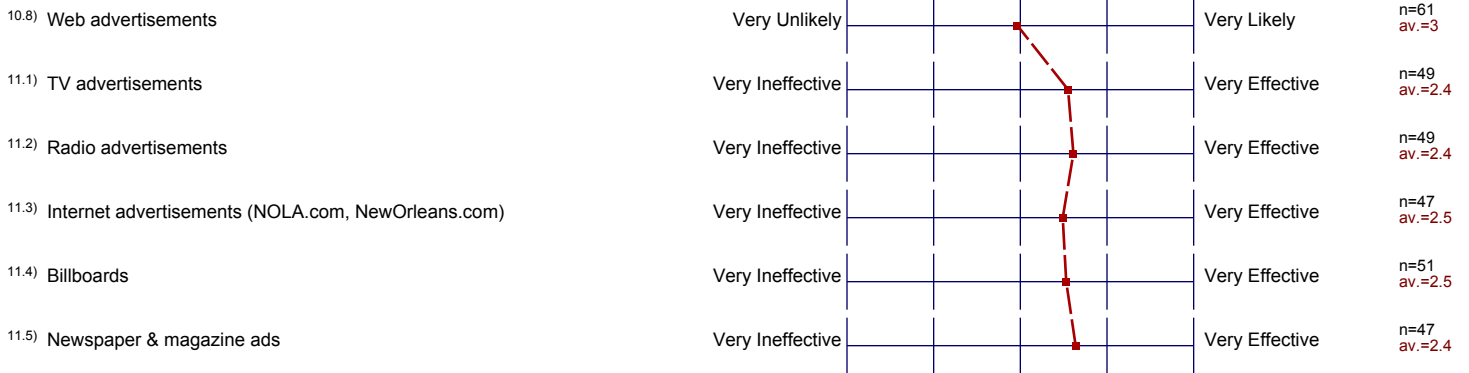 10.8) Web advertisements Very Unlikely Very Likely n=61
av.=3
11.1) TV advertisements Very Ineffective Very Effective n=49
av.=2.4
11.2) Radio advertisements Very Ineffective Very Effective n=49
av.=2.4
11.3) Internet advertisements (NOLA.com, NewOrleans.com) Very Ineffective Very Effective n=47
av.=2.5
11.4) Billboards Very Ineffective Very Effective n=51
av.=2.5
11.5) Newspaper & magazine ads Very Ineffective Very Effective n=47
av.=2.4